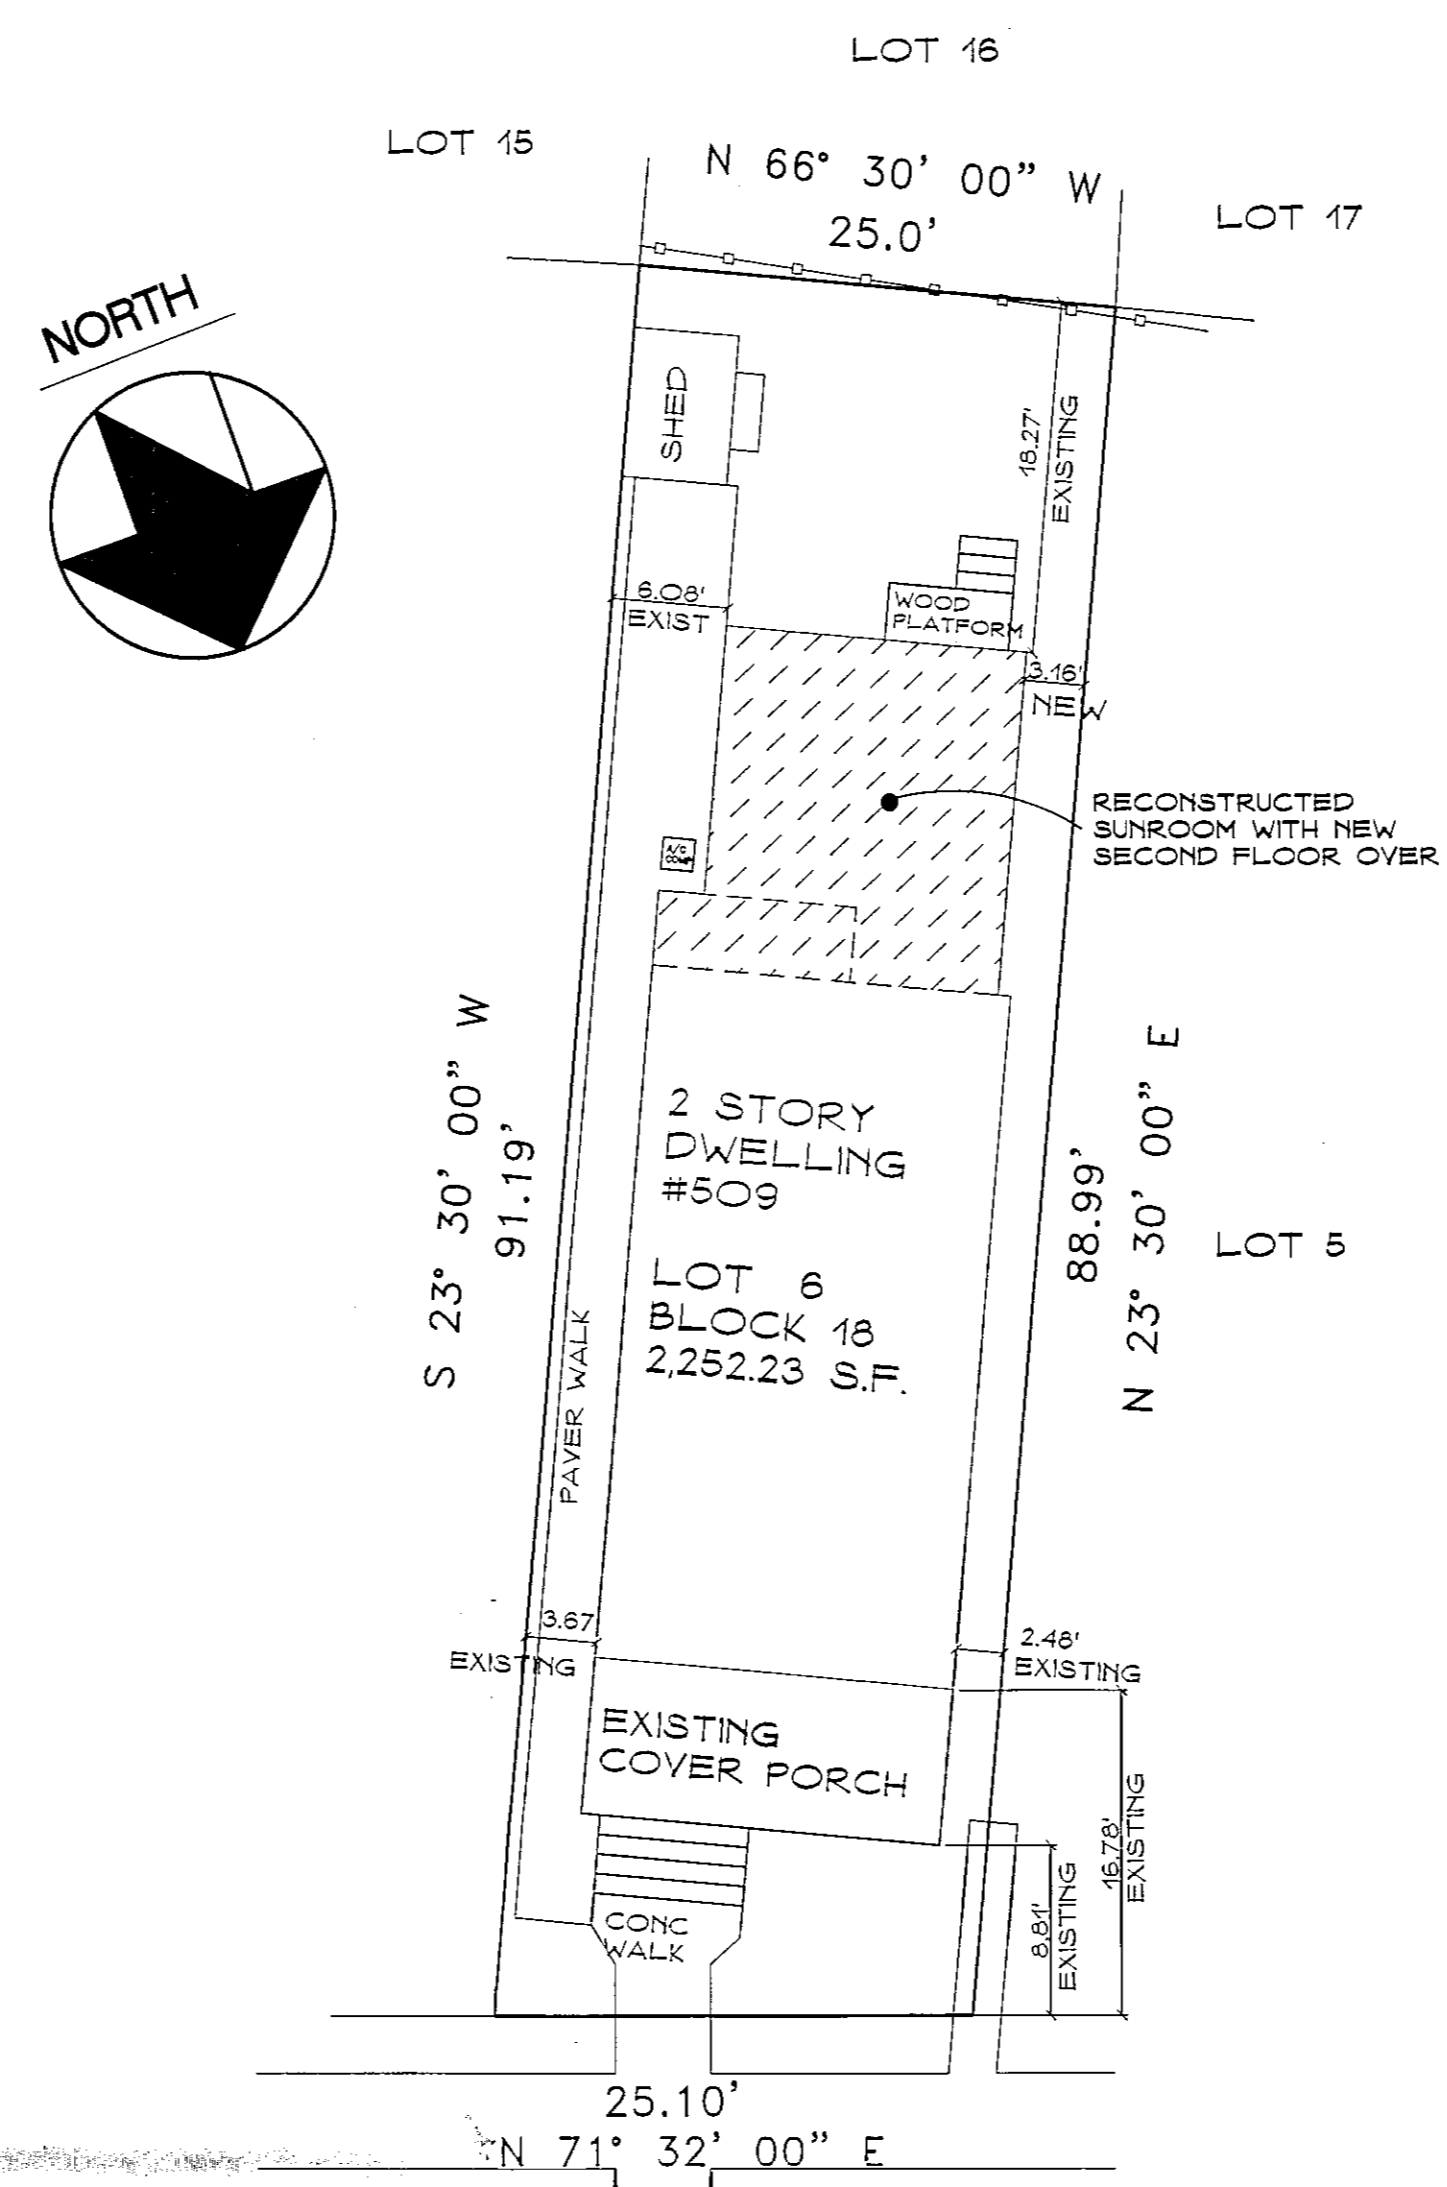 LOT 16
LOT 15
N 66° 30' 00" W
25.0'
LOT 17
NORTH
SHED
18.27'
EXISTING
6.08'
EXIST
WOOD
PLATFORM
3.16'
NEW
RECONSTRUCTED
SUNROOM WITH NEW
SECOND FLOOR OVER
A/C
COMP
S 23° 30' 00" W
91.19'
2 STORY
DWELLING
#509
LOT 6
BLOCK 18
2,252.23 S.F.
88.99'
N 23° 30' 00" E
LOT 5
PAVER WALK
3.67
EXISTING
2.48'
EXISTING
EXISTING
COVER PORCH
16.78'
EXISTING
8.81'
EXISTING
CONC
WALK
25.10'
N 71° 32' 00" E